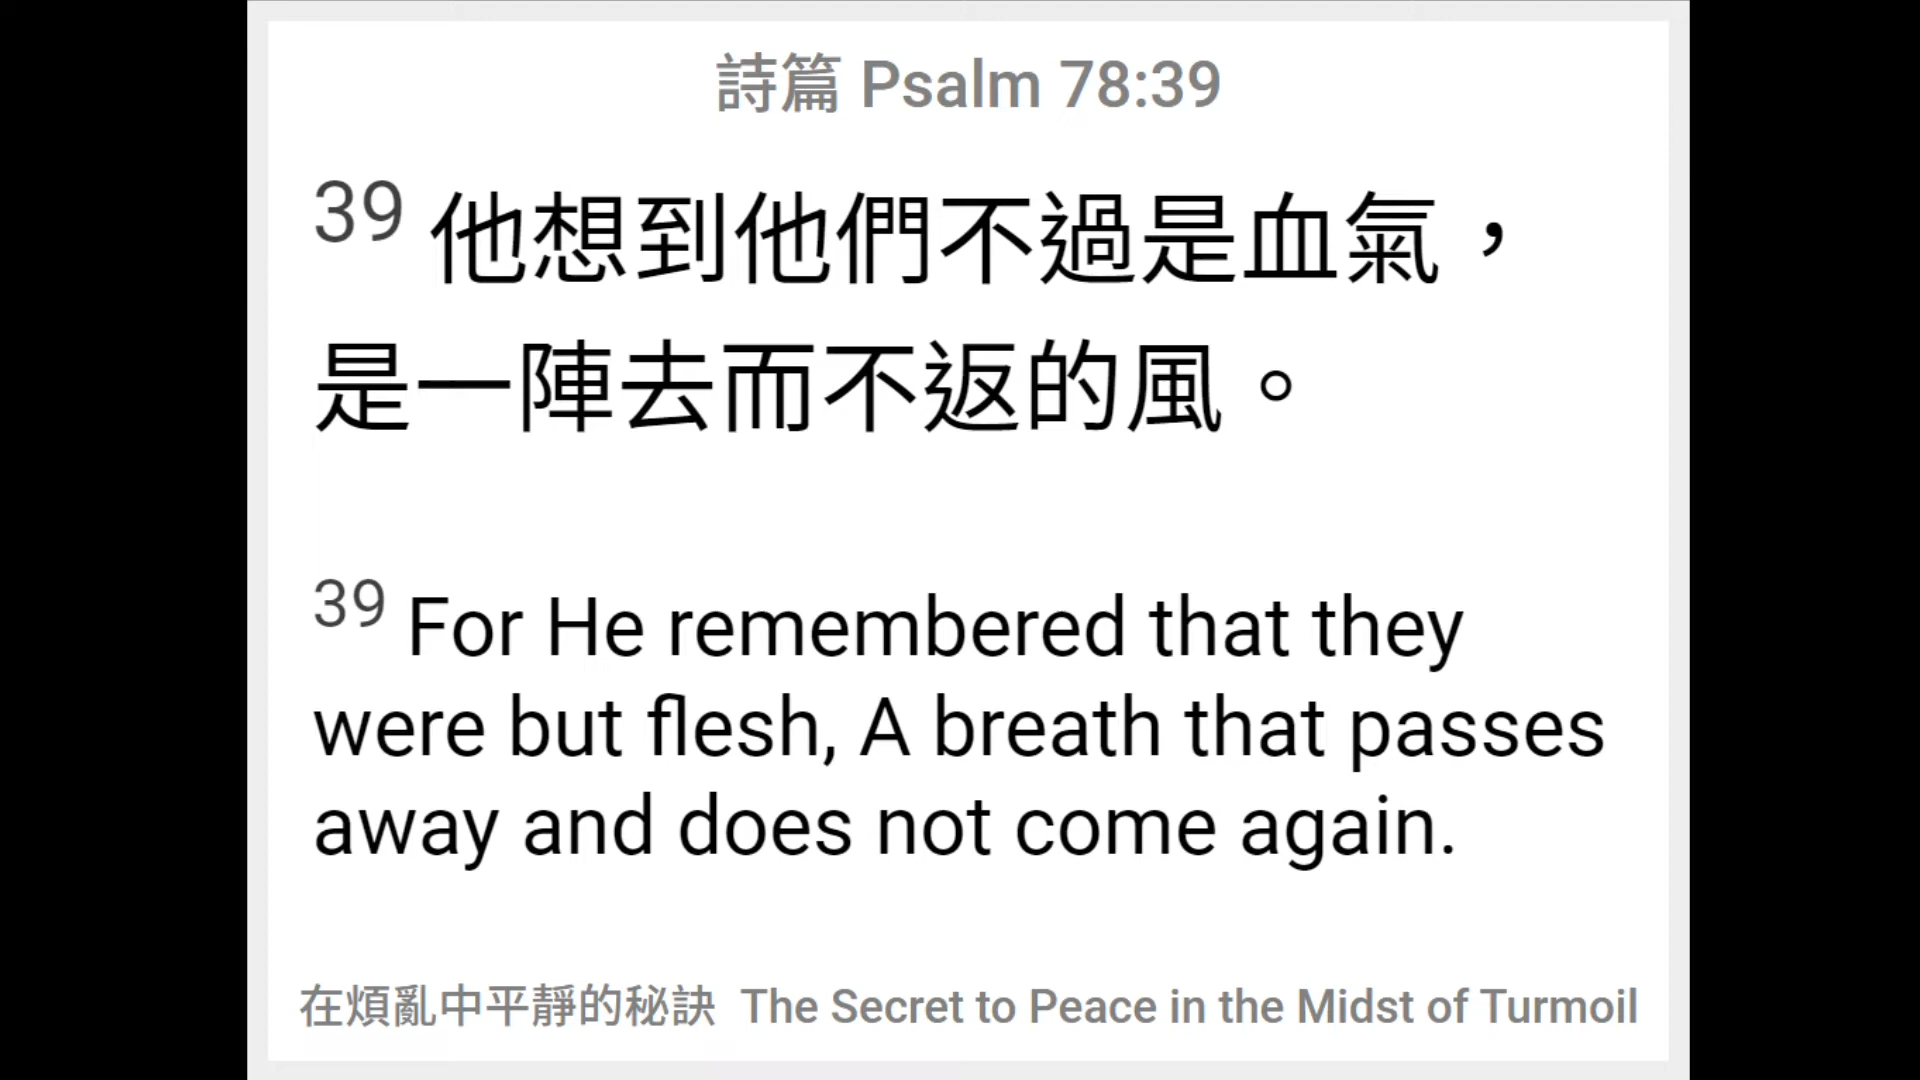 詩篇 Psalm 78:39
39 他想到他們不過是血氣，
是一陣去而不返的風。
39 For He remembered that they
were but flesh, A breath that passes
away and does not come again.
在煩亂中平靜的秘訣 The Secret to Peace in the Midst of Turmoil